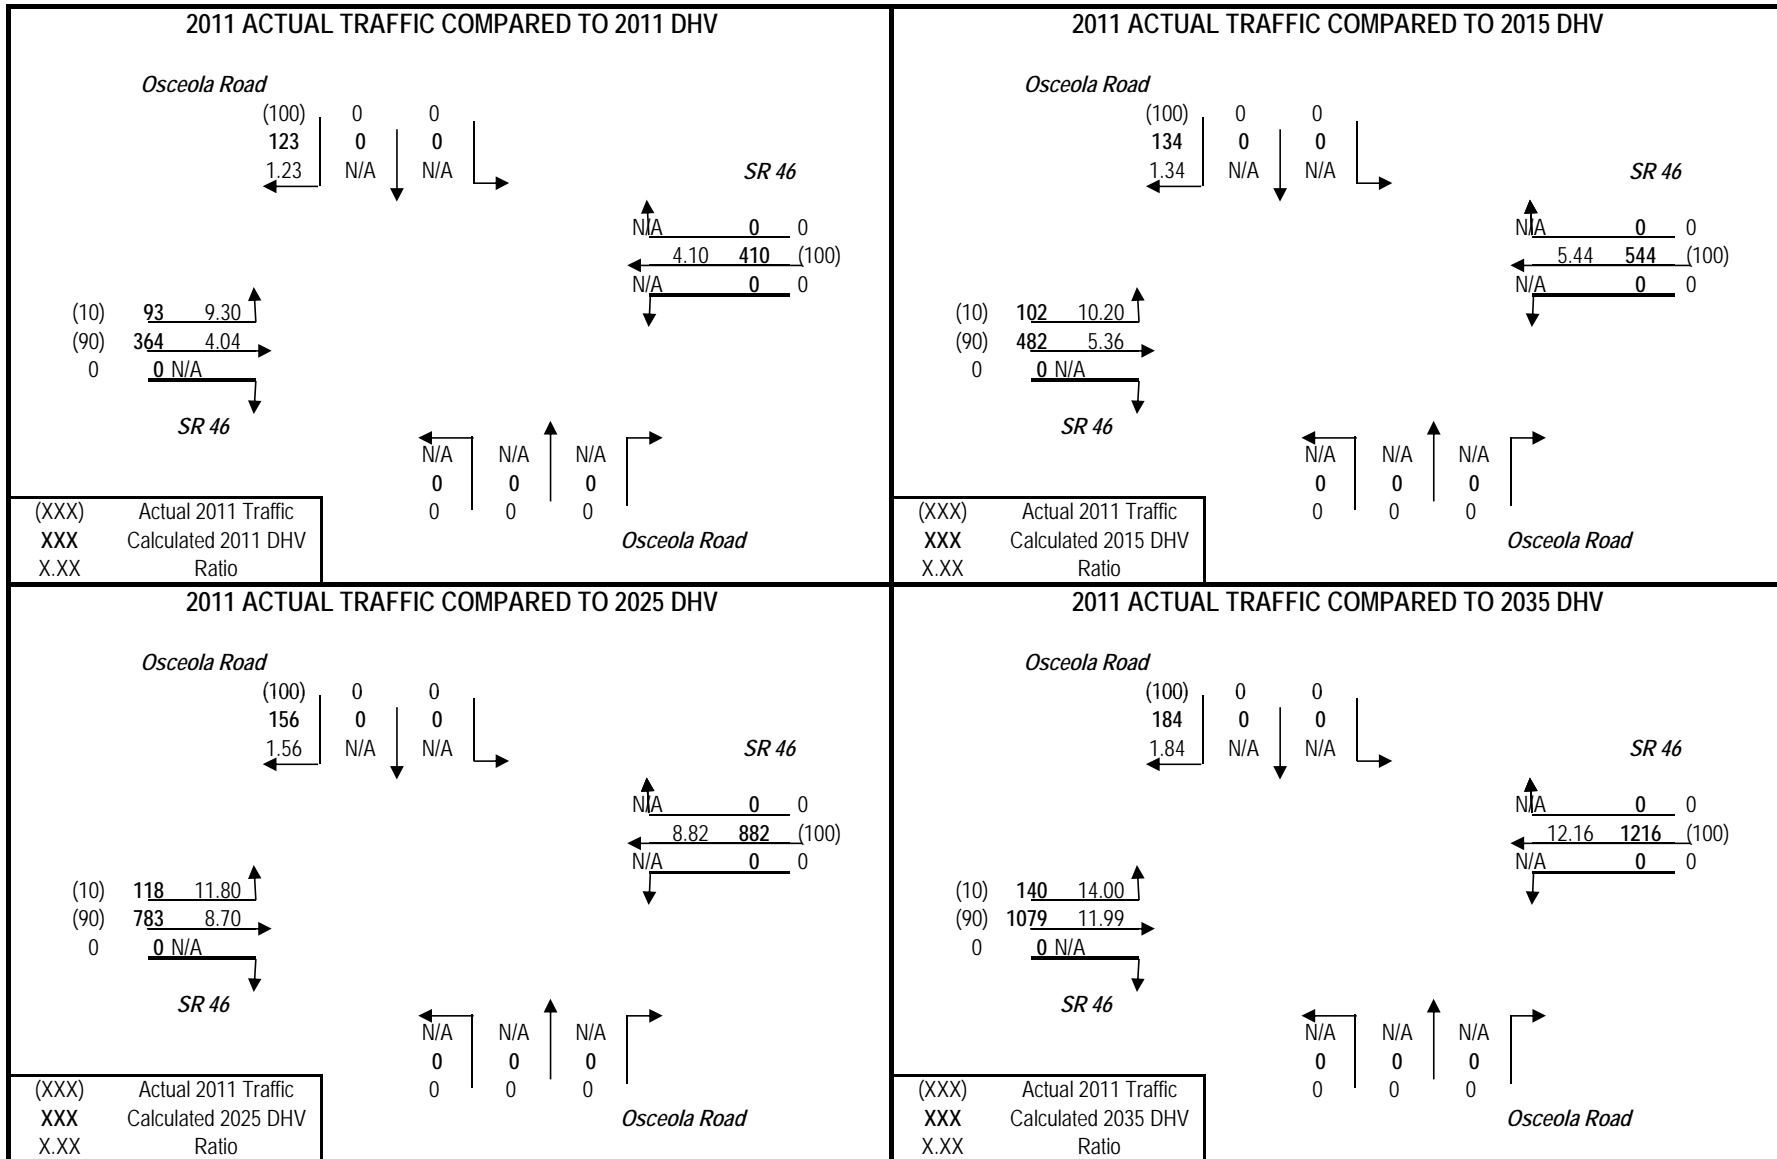 2011 ACTUAL TRAFFIC COMPARED TO 2011 DHV
Osceola Road
(100) 0 0
123 0 0
1.23 N/A N/A
SR 46
N/A 0 0
4.10 410 (100)
N/A 0 0
(10) 93 9.30
(90) 364 4.04
0 0 N/A
SR 46
N/A N/A N/A
0 0 0
0 0 0
Osceola Road
(XXX) Actual 2011 Traffic
XXX Calculated 2011 DHV
X.XX Ratio
2011 ACTUAL TRAFFIC COMPARED TO 2015 DHV
Osceola Road
(100) 0 0
134 0 0
1.34 N/A N/A
SR 46
N/A 0 0
5.44 544 (100)
N/A 0 0
(10) 102 10.20
(90) 482 5.36
0 0 N/A
SR 46
N/A N/A N/A
0 0 0
0 0 0
Osceola Road
(XXX) Actual 2011 Traffic
XXX Calculated 2015 DHV
X.XX Ratio
2011 ACTUAL TRAFFIC COMPARED TO 2025 DHV
Osceola Road
(100) 0 0
156 0 0
1.56 N/A N/A
SR 46
N/A 0 0
8.82 882 (100)
N/A 0 0
(10) 118 11.80
(90) 783 8.70
0 0 N/A
SR 46
N/A N/A N/A
0 0 0
0 0 0
Osceola Road
(XXX) Actual 2011 Traffic
XXX Calculated 2025 DHV
X.XX Ratio
2011 ACTUAL TRAFFIC COMPARED TO 2035 DHV
Osceola Road
(100) 0 0
184 0 0
1.84 N/A N/A
SR 46
N/A 0 0
12.16 1216 (100)
N/A 0 0
(10) 140 14.00
(90) 1079 11.99
0 0 N/A
SR 46
N/A N/A N/A
0 0 0
0 0 0
Osceola Road
(XXX) Actual 2011 Traffic
XXX Calculated 2035 DHV
X.XX Ratio